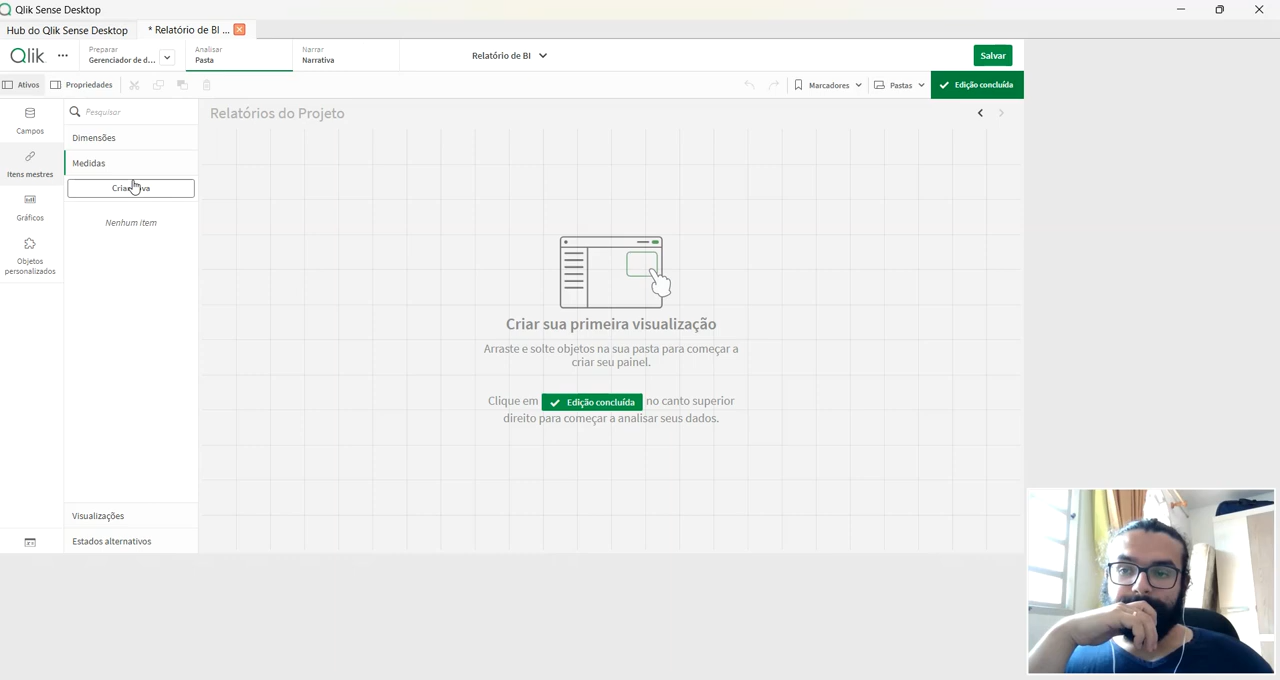 Qlik Sense Desktop
Hub do Qlik Sense Desktop
* Relatório de BI ...
Qlik
Preparar
Gerenciador de d...
Analisar
Pasta
Narrar
Narrativa
Relatório de BI
Salvar
Ativos
Propriedades
Marcadores
Pastas
Edição concluída
Campos
Itens mestres
Gráficos
Objetos
personalizados
Pesquisar
Dimensões
Medidas
Nenhum item
Visualizações
Estados alternativos
Relatórios do Projeto
Criar sua primeira visualização
Arraste e solte objetos na sua pasta para começar a
criar seu painel.
Clique em Edição concluída no canto superior
direito para começar a analisar seus dados.